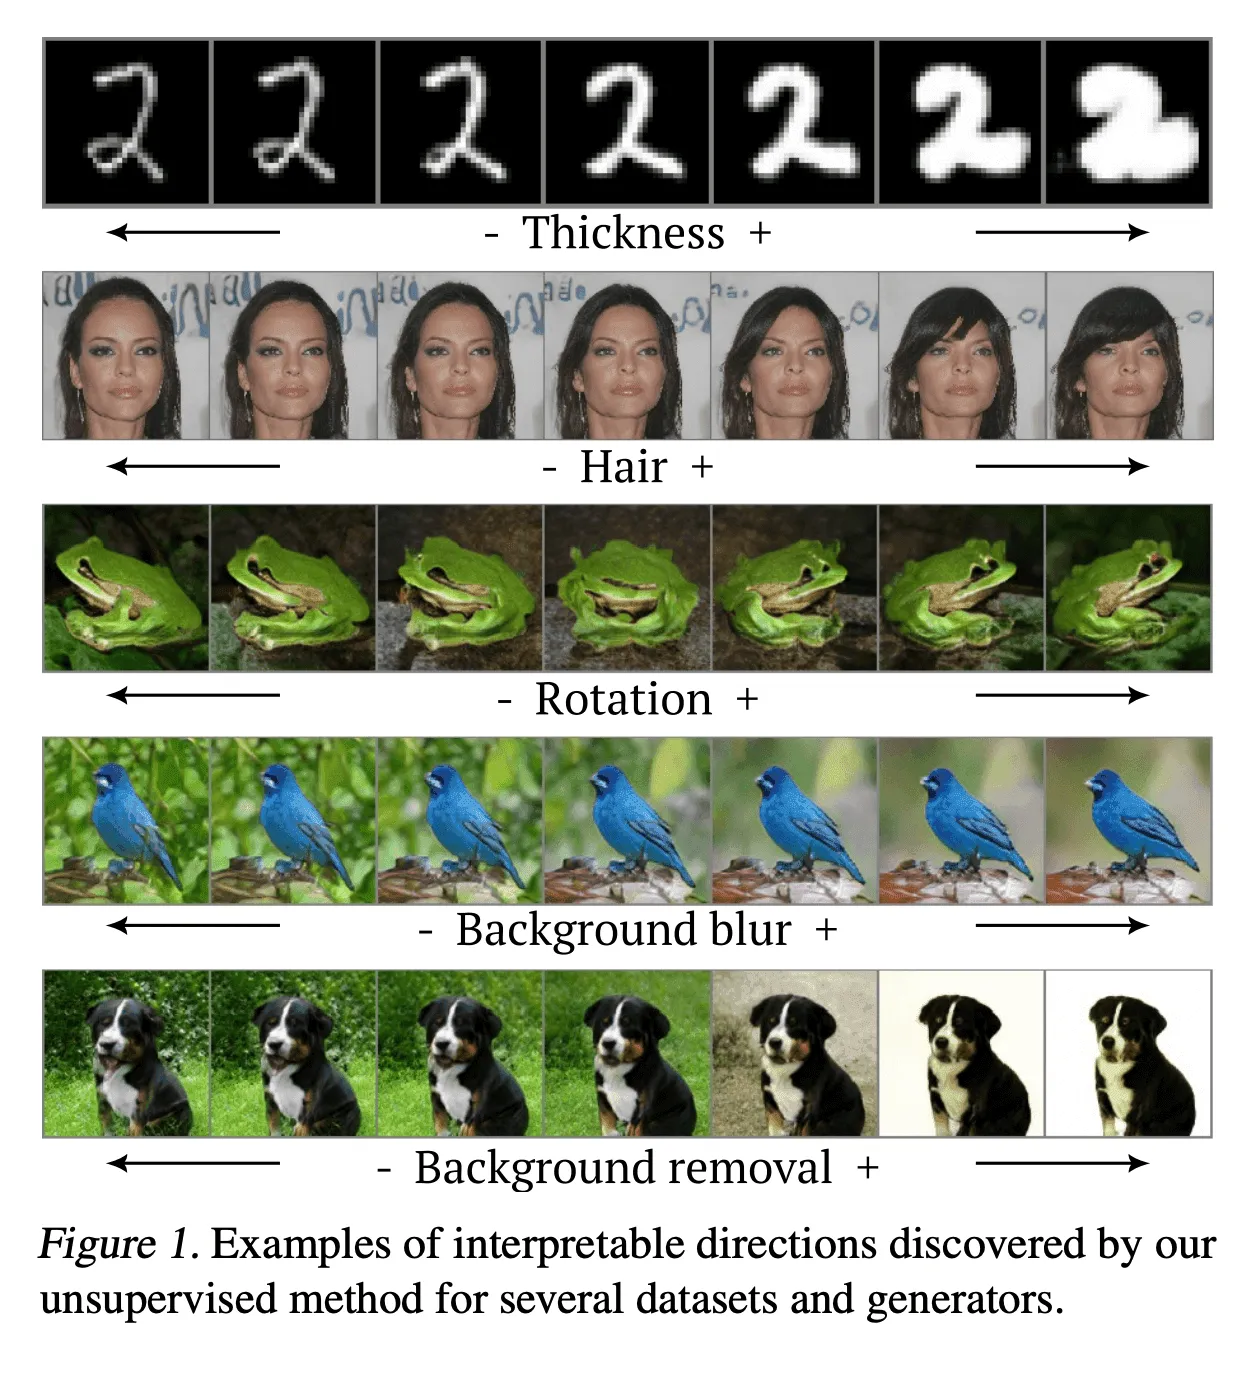 - Thickness +
- Hair +
- Rotation +
- Background blur +
- Background removal +
Figure 1. Examples of interpretable directions discovered by our
unsupervised method for several datasets and generators.